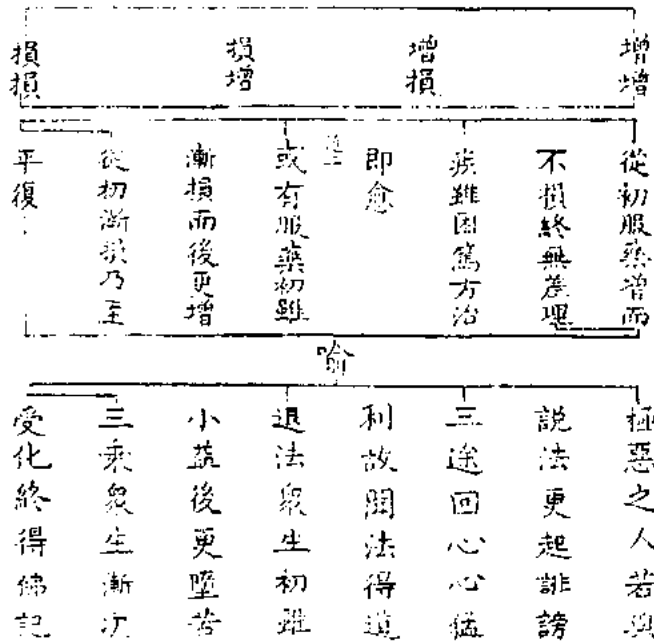 增增
增損
損增
損損
從初服藥增而
不損終無差理
疾雖困篤方治
即愈
或有服藥初雖
漸損而後更增
從初漸損乃至
平復
喻
極惡之人若與
說法更起誹謗
三途回心心猛
利故聞法得道
退法眾生初雖
小益後更墮苦
三乘眾生漸次
受化終得佛記